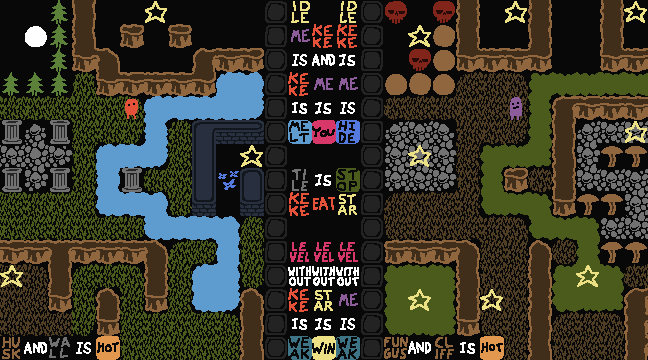 IDLE IDLE
ME KEKE KEKE
IS AND IS
KEKE ME ME
IS IS IS
MELT YOU HIDE
TILE IS STOP
KEKE EAT STAR
LEVEL LEVEL LEVEL
WITHOUT WITHOUT WITHOUT
KEKE STAR ME
IS IS IS
HUSK AND WALL IS HOT
WEAK WIN WEAK
FUNGUS AND CLIFF IS HOT